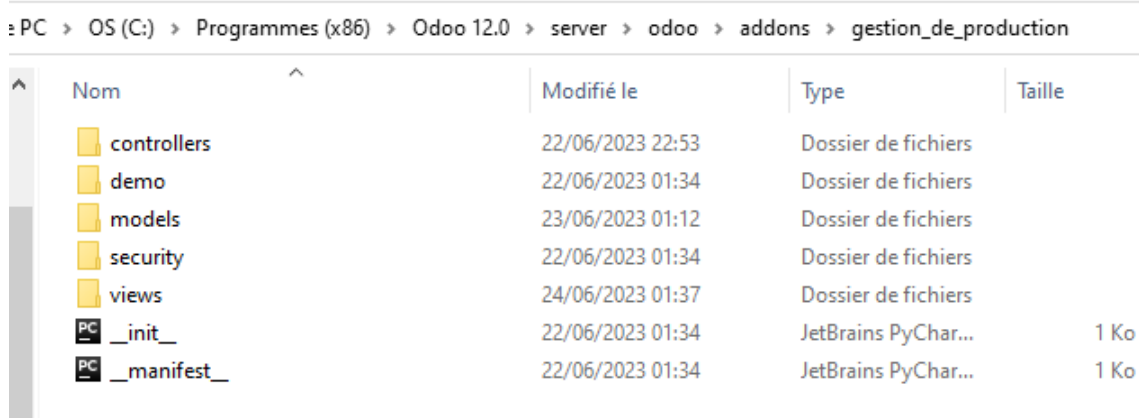 e PC > OS (C:) > Programmes (x86) > Odoo 12.0 > server > odoo > addons > gestion_de_production
Nom Modifié le Type Taille
controllers 22/06/2023 22:53 Dossier de fichiers
demo 22/06/2023 01:34 Dossier de fichiers
models 23/06/2023 01:12 Dossier de fichiers
security 22/06/2023 01:34 Dossier de fichiers
views 24/06/2023 01:37 Dossier de fichiers
PC __init__ 22/06/2023 01:34 JetBrains PyChar... 1 Ko
PC __manifest__ 22/06/2023 01:34 JetBrains PyChar... 1 Ko